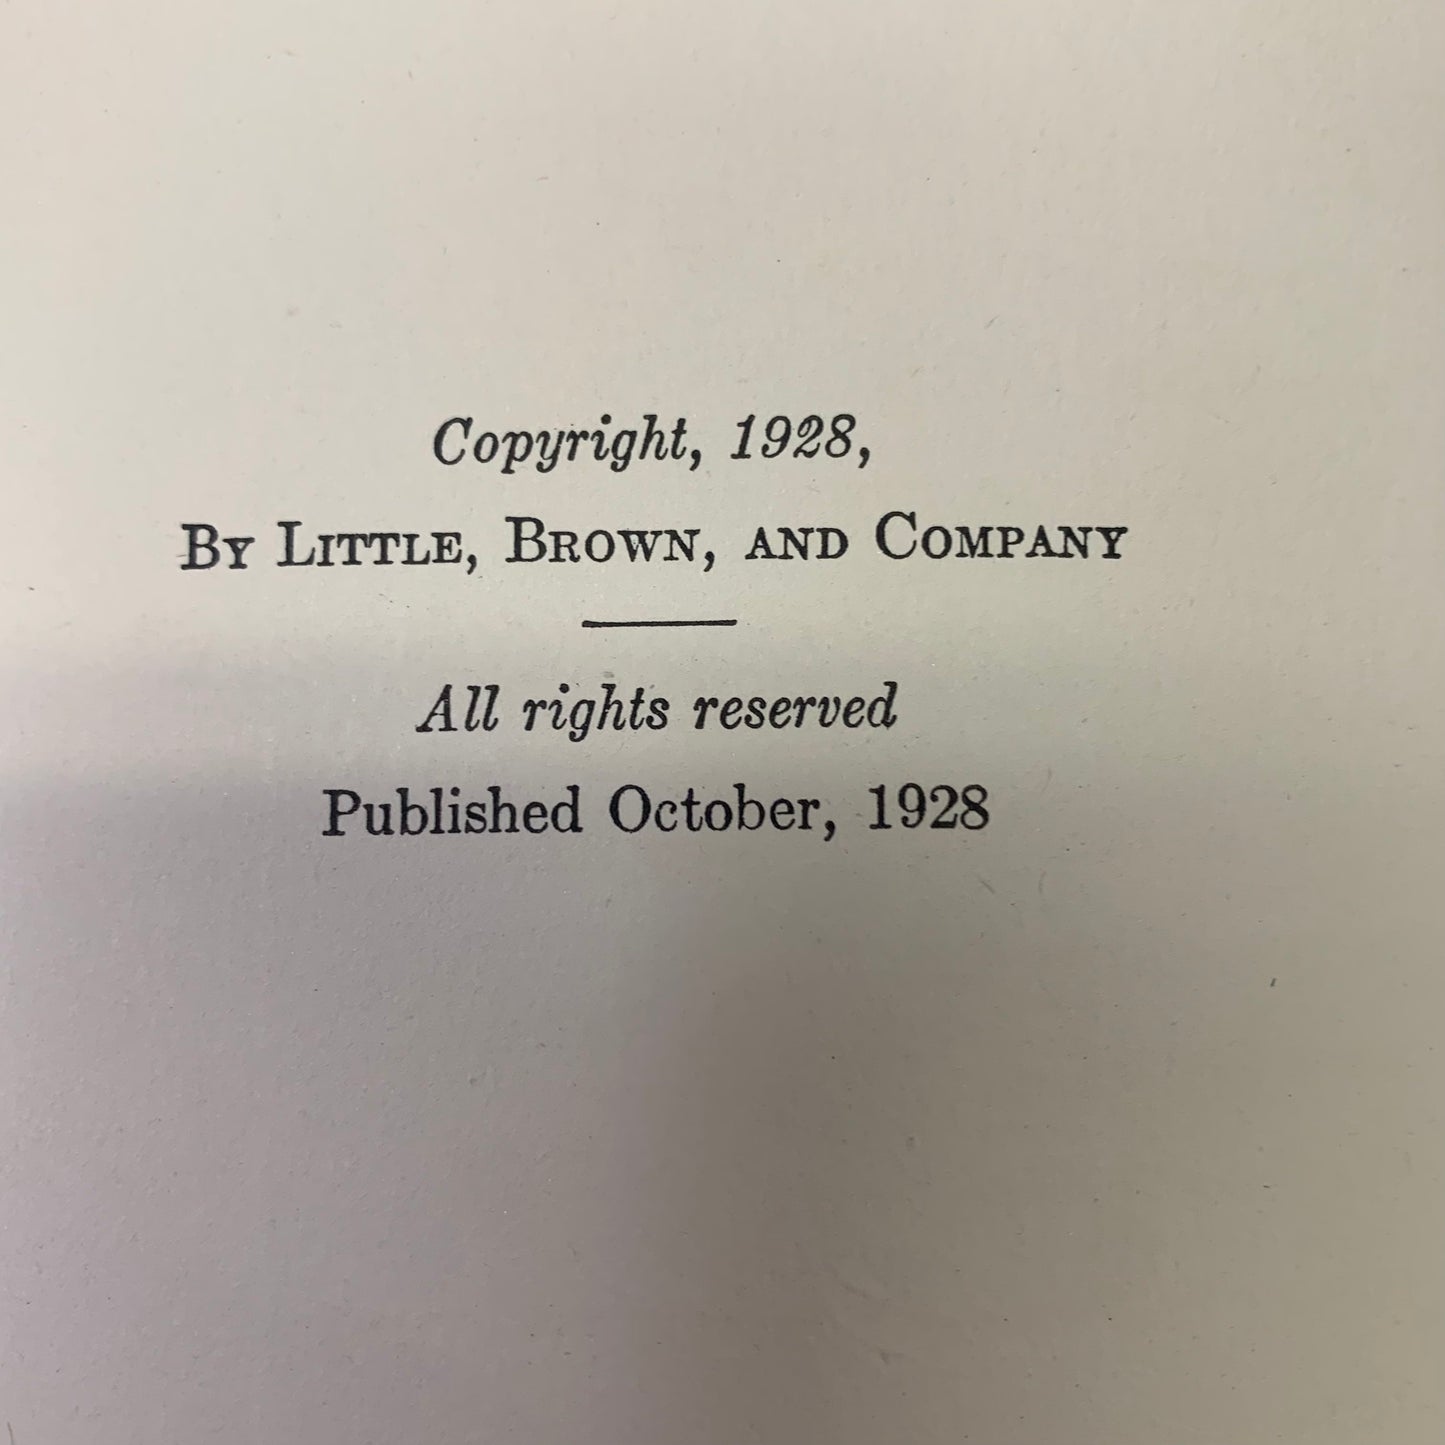 Copyright, 1928,
By Little, Brown, and Company
All rights reserved
Published October, 1928